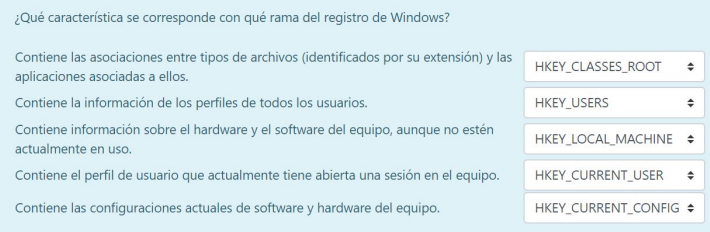 ¿Qué característica se corresponde con qué rama del registro de Windows?
Contiene las asociaciones entre tipos de archivos (identificados por su extensión) y las
aplicaciones asociadas a ellos.
HKEY_CLASSES_ROOT
Contiene la información de los perfiles de todos los usuarios.
HKEY_USERS
Contiene información sobre el hardware y el software del equipo, aunque no estén
actualmente en uso.
HKEY_LOCAL_MACHINE
Contiene el perfil de usuario que actualmente tiene abierta una sesión en el equipo.
HKEY_CURRENT_USER
Contiene las configuraciones actuales de software y hardware del equipo.
HKEY_CURRENT_CONFIG